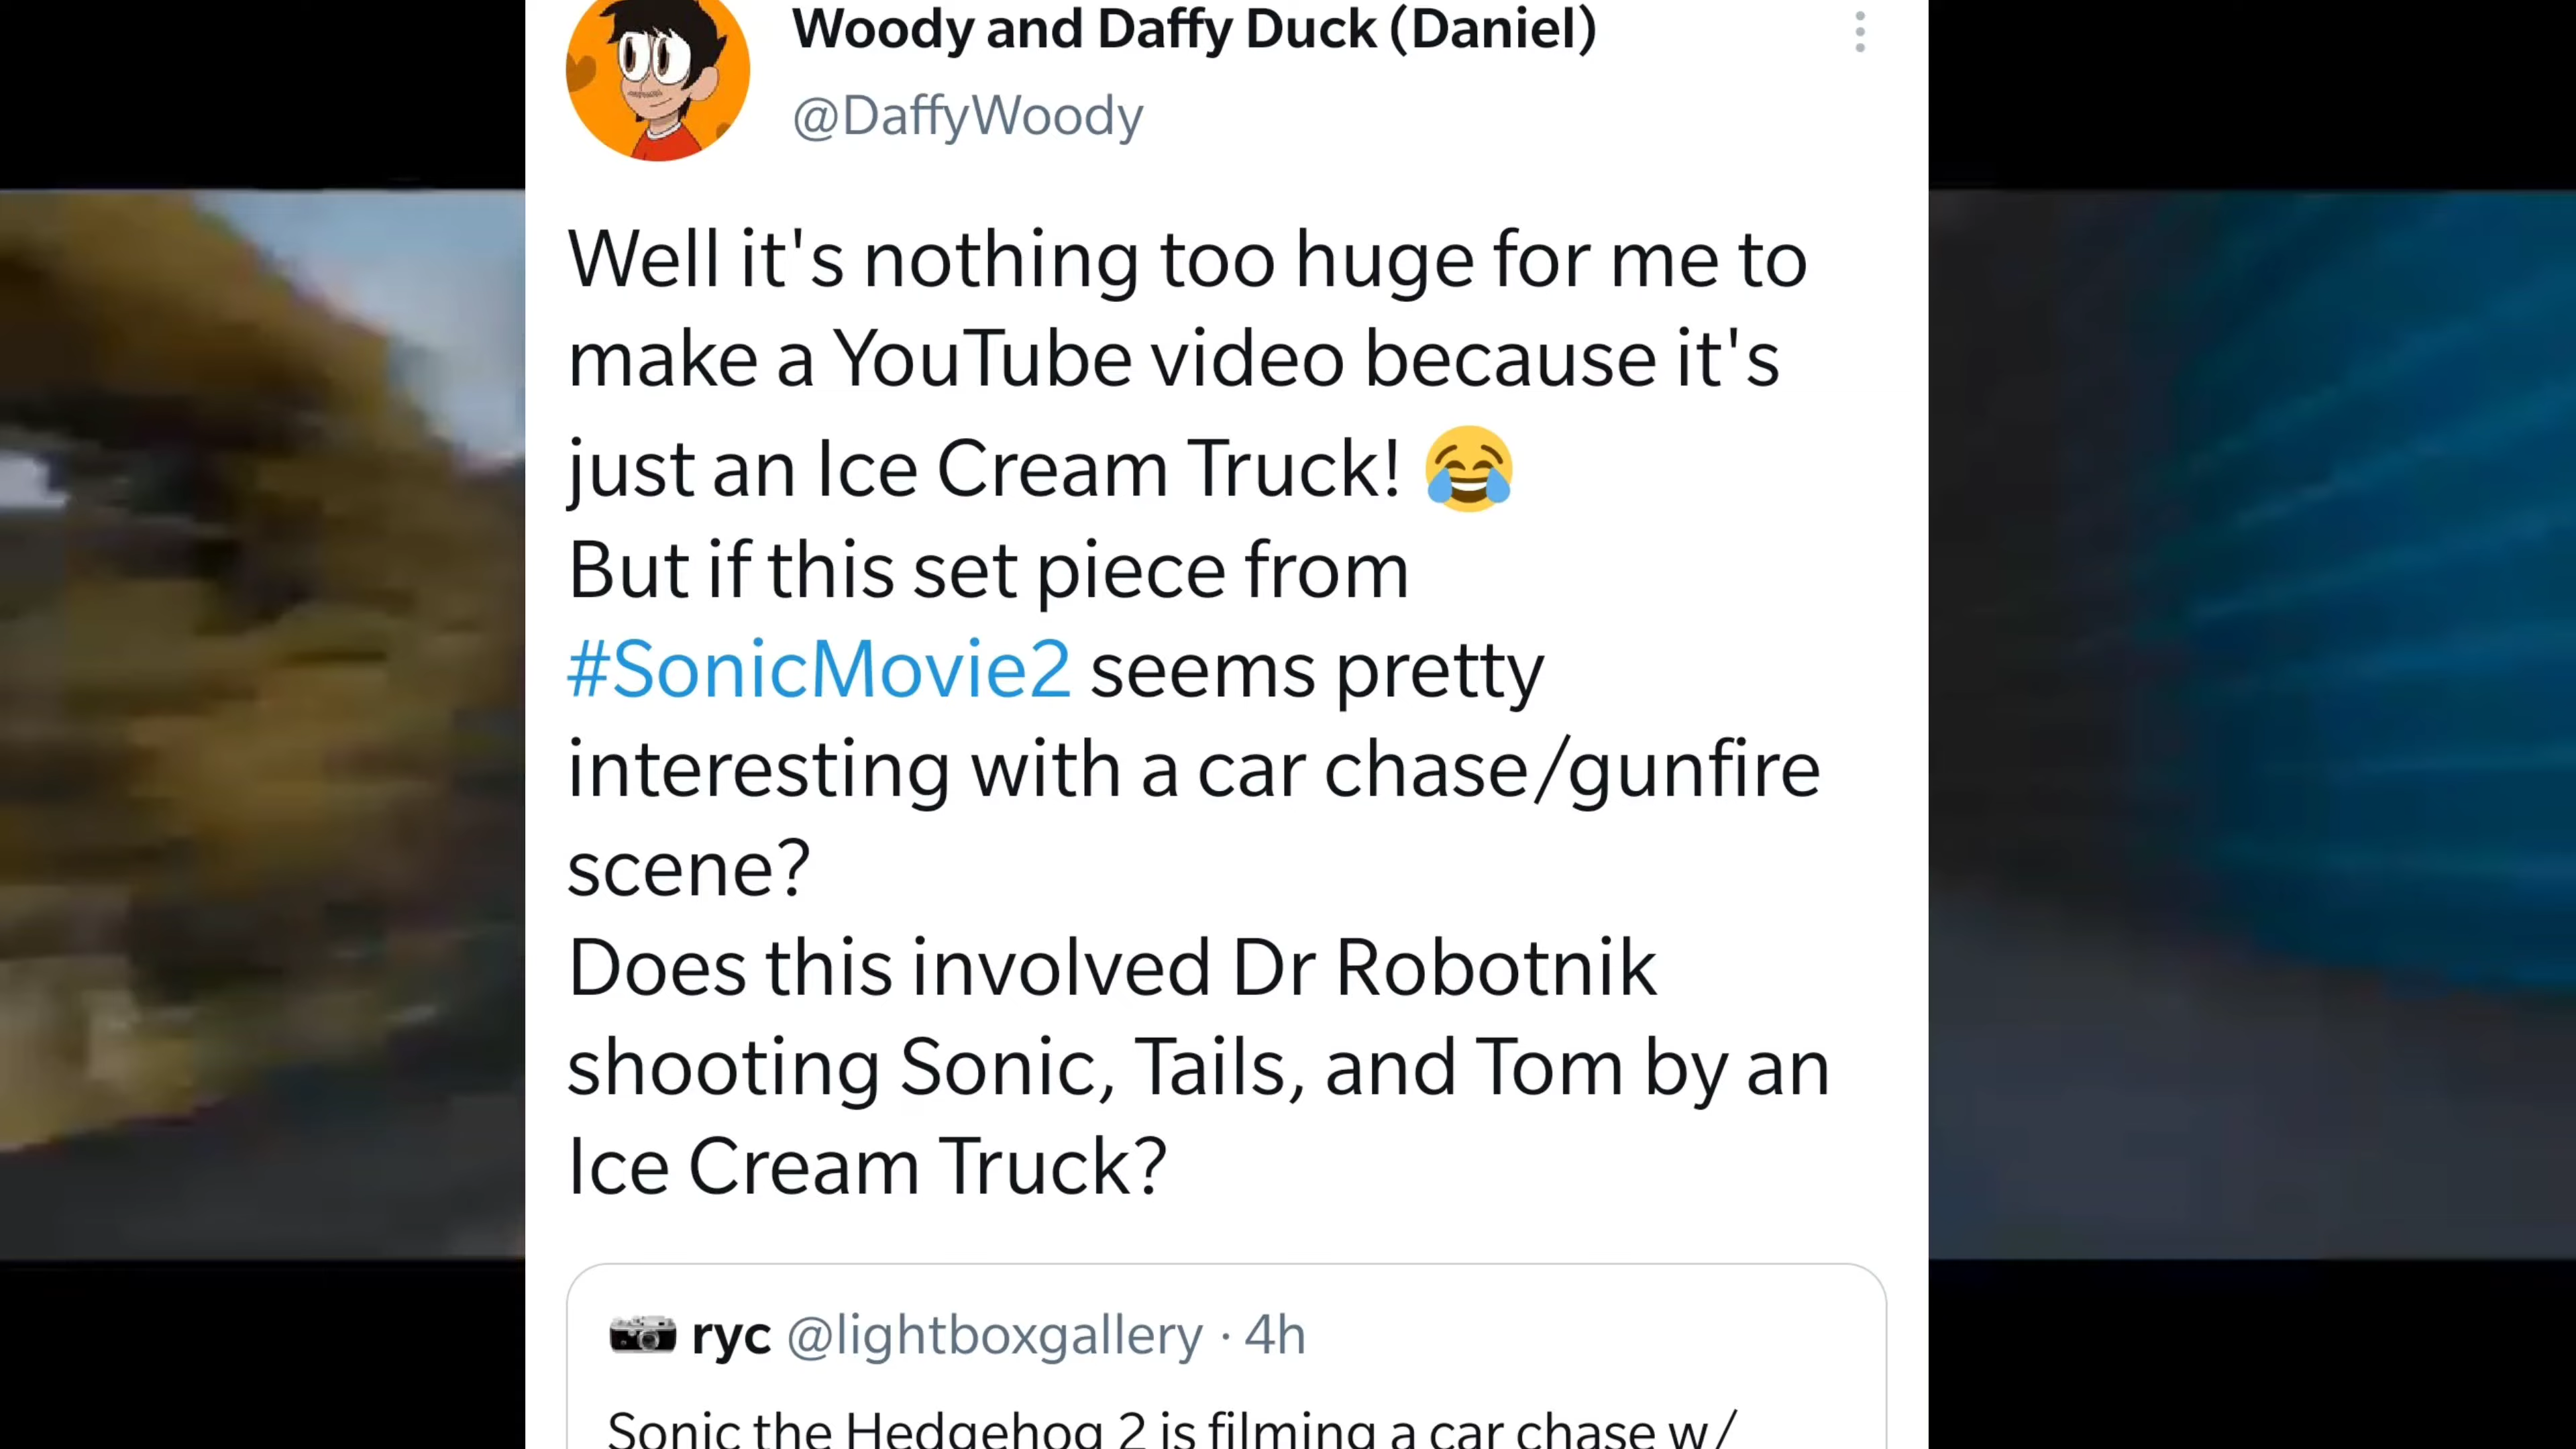 Woody and Daffy Duck (Daniel)
@DaffyWoody
Well it's nothing too huge for me to
make a YouTube video because it's
just an Ice Cream Truck! 😂
But if this set piece from
#SonicMovie2 seems pretty
interesting with a car chase/gunfire
scene?
Does this involved Dr Robotnik
shooting Sonic, Tails, and Tom by an
Ice Cream Truck?
📷 ryc @lightboxgallery · 4h
Sonic the Hedgehog 2 is filming a car chase w/